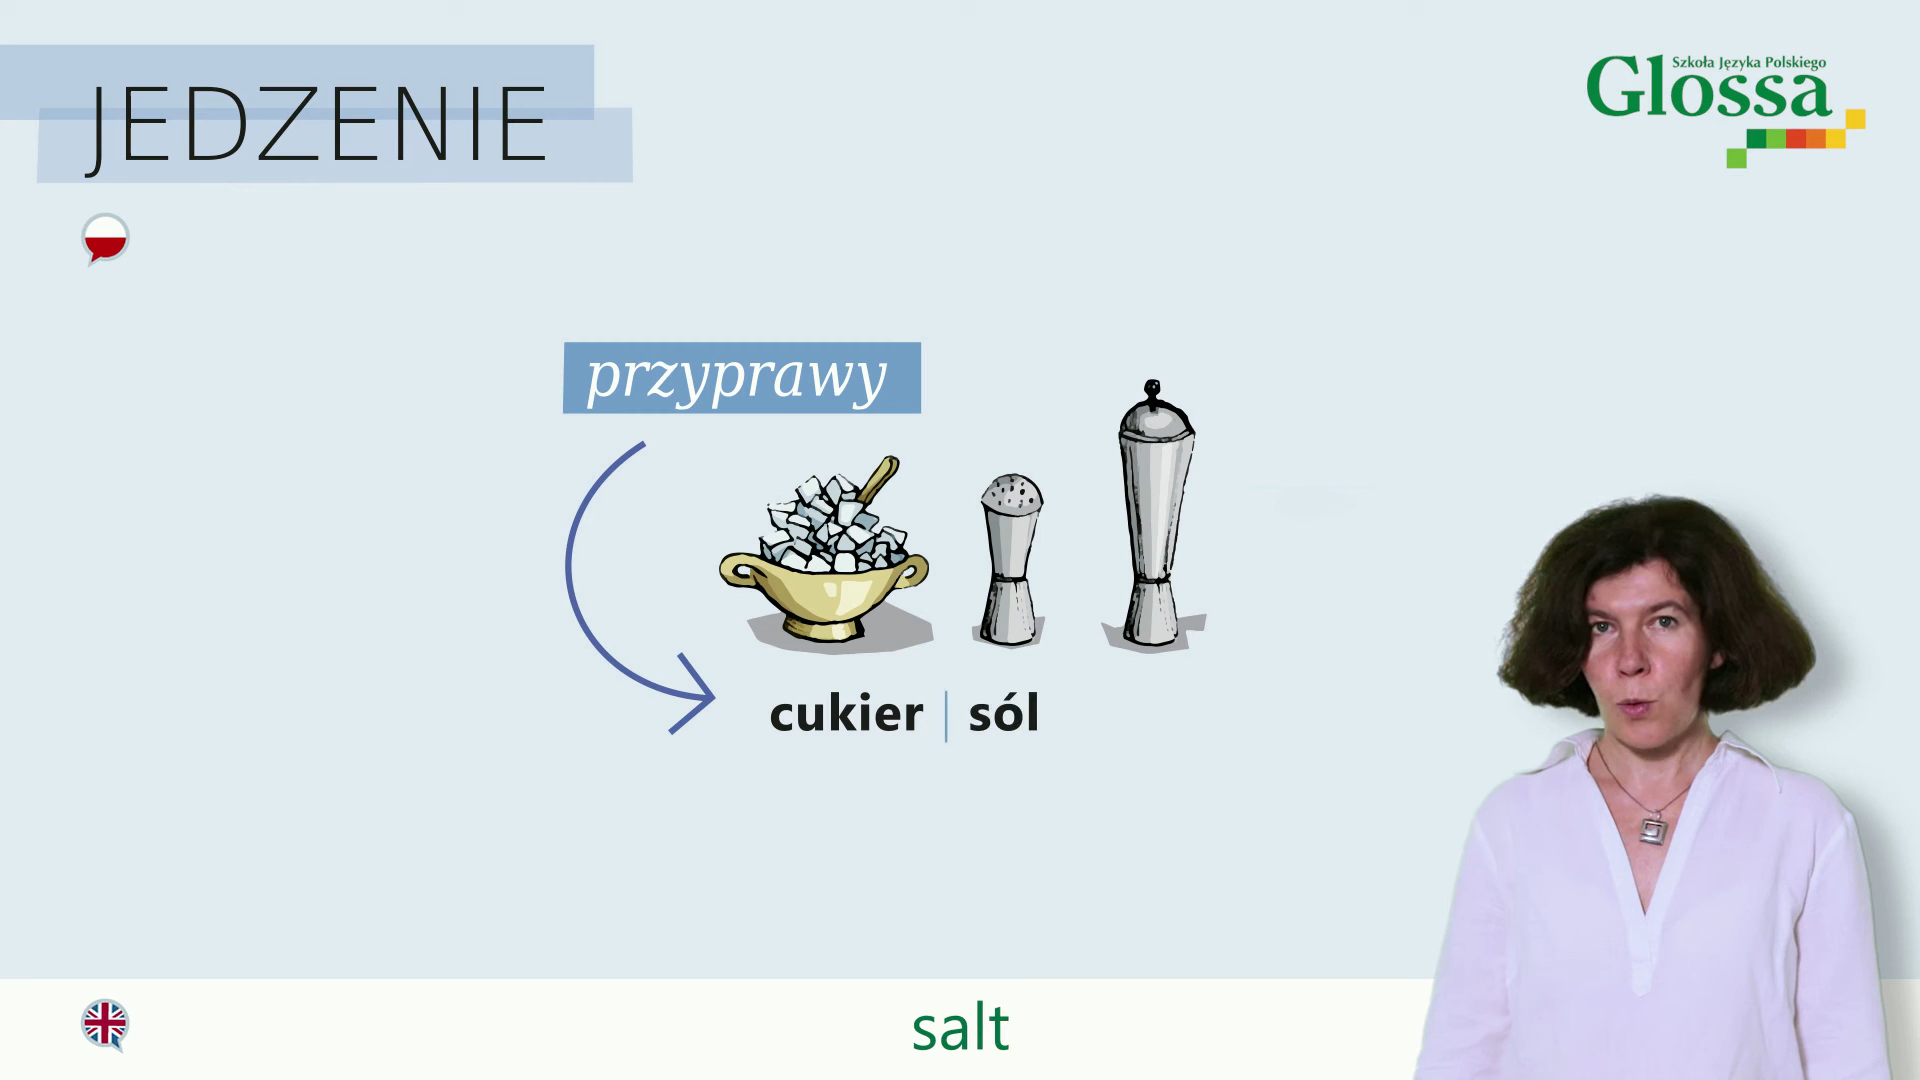 JEDZENIE
Szkoła Języka Polskiego
Glossa
przyprawy
cukier | sól
salt